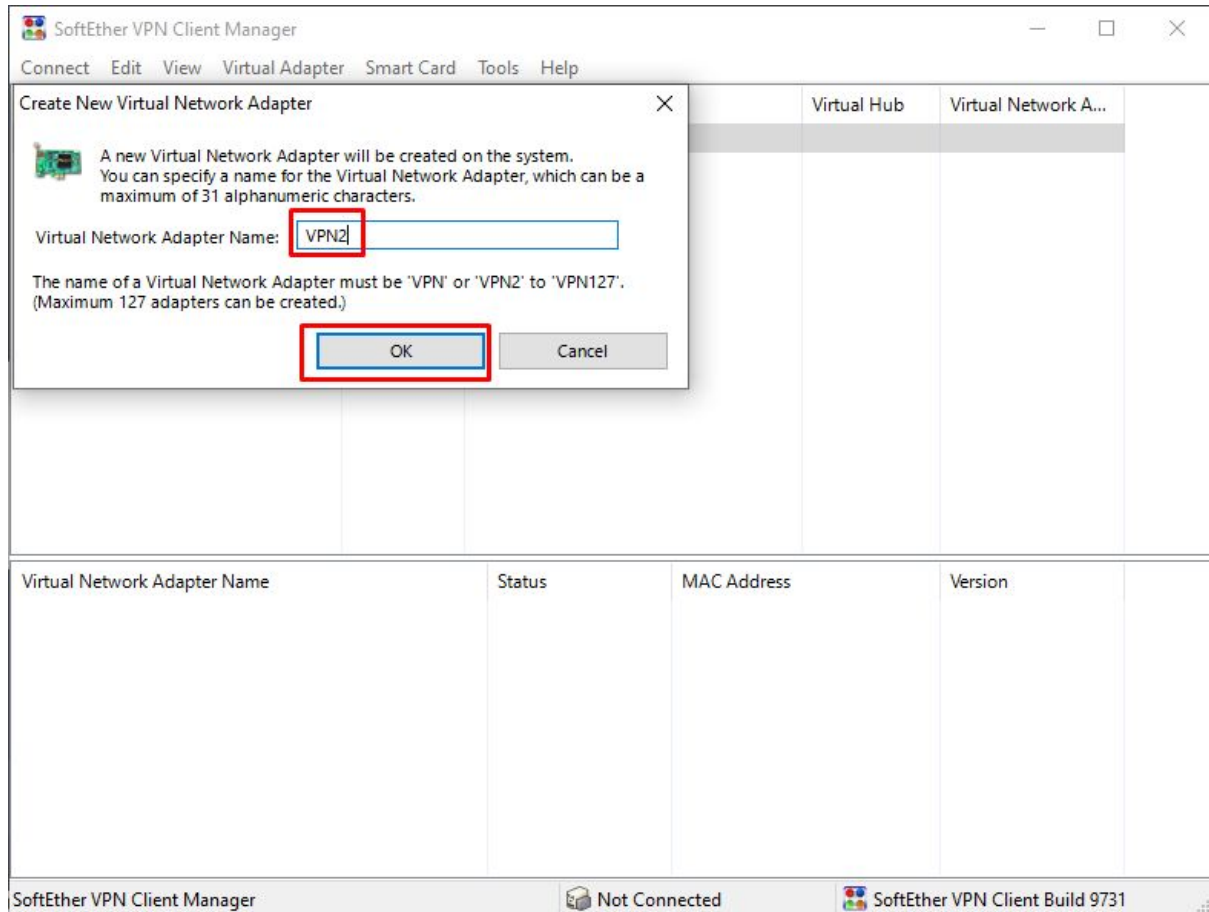 SoftEther VPN Client Manager
Connect Edit View Virtual Adapter Smart Card Tools Help
Create New Virtual Network Adapter
Virtual Hub Virtual Network A...
A new Virtual Network Adapter will be created on the system.
You can specify a name for the Virtual Network Adapter, which can be a
maximum of 31 alphanumeric characters.
Virtual Network Adapter Name: VPN2
The name of a Virtual Network Adapter must be 'VPN' or 'VPN2' to 'VPN127'.
(Maximum 127 adapters can be created.)
OK Cancel
Virtual Network Adapter Name Status MAC Address Version
SoftEther VPN Client Manager Not Connected SoftEther VPN Client Build 9731